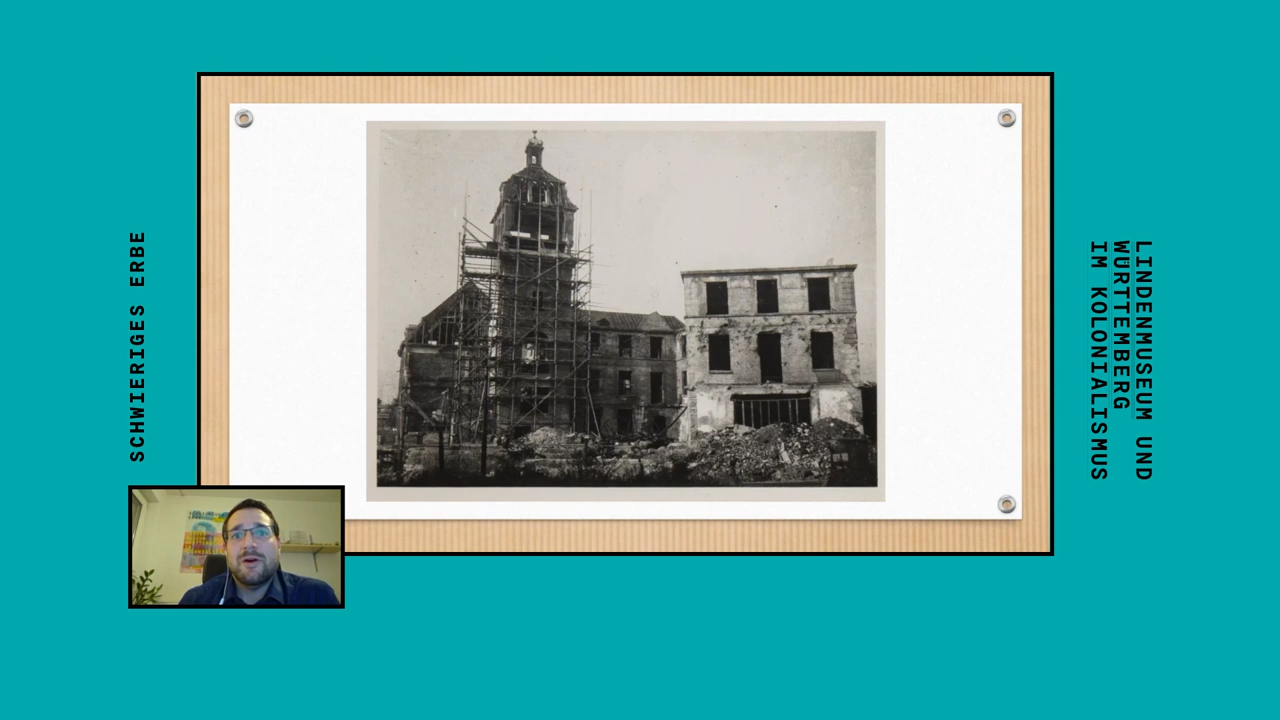 SCHWIERIGES ERBE
LINDENMUSEUM UND
WÜRTTEMBERG
IM KOLONIALISMUS